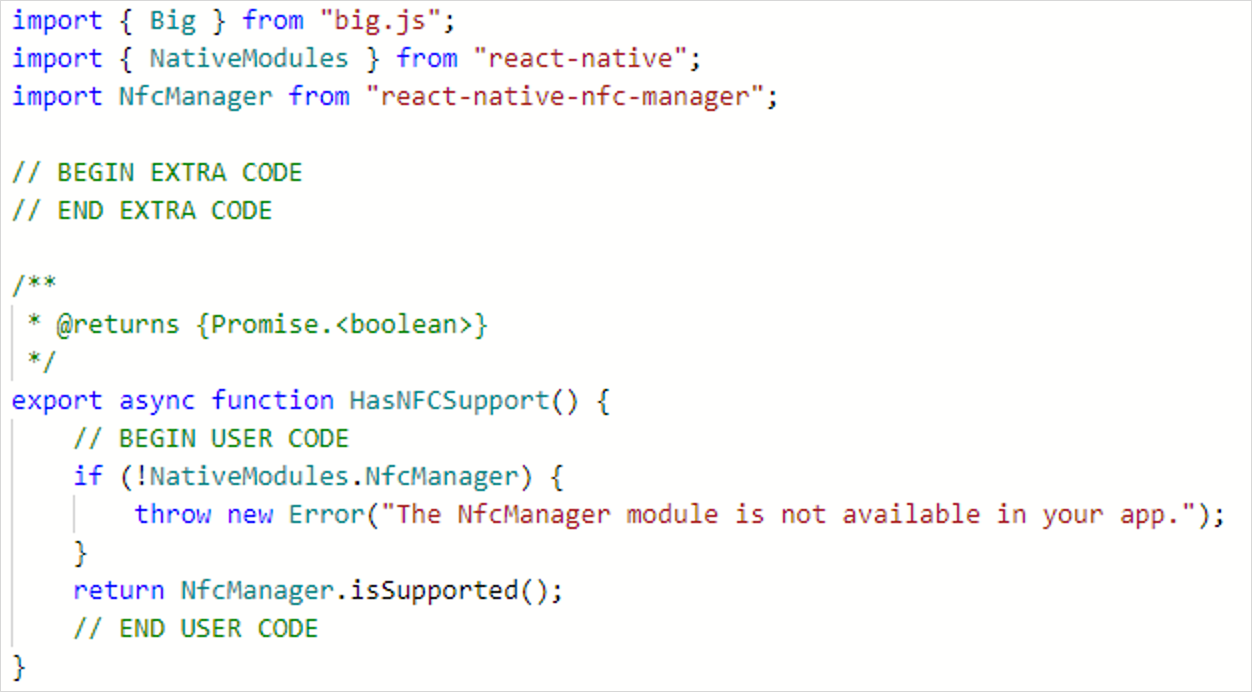 import { Big } from "big.js";
import { NativeModules } from "react-native";
import NfcManager from "react-native-nfc-manager";

// BEGIN EXTRA CODE
// END EXTRA CODE

/**
 * @returns {Promise.<boolean>}
 */
export async function HasNFCSupport() {
    // BEGIN USER CODE
    if (!NativeModules.NfcManager) {
        throw new Error("The NfcManager module is not available in your app.");
    }
    return NfcManager.isSupported();
    // END USER CODE
}